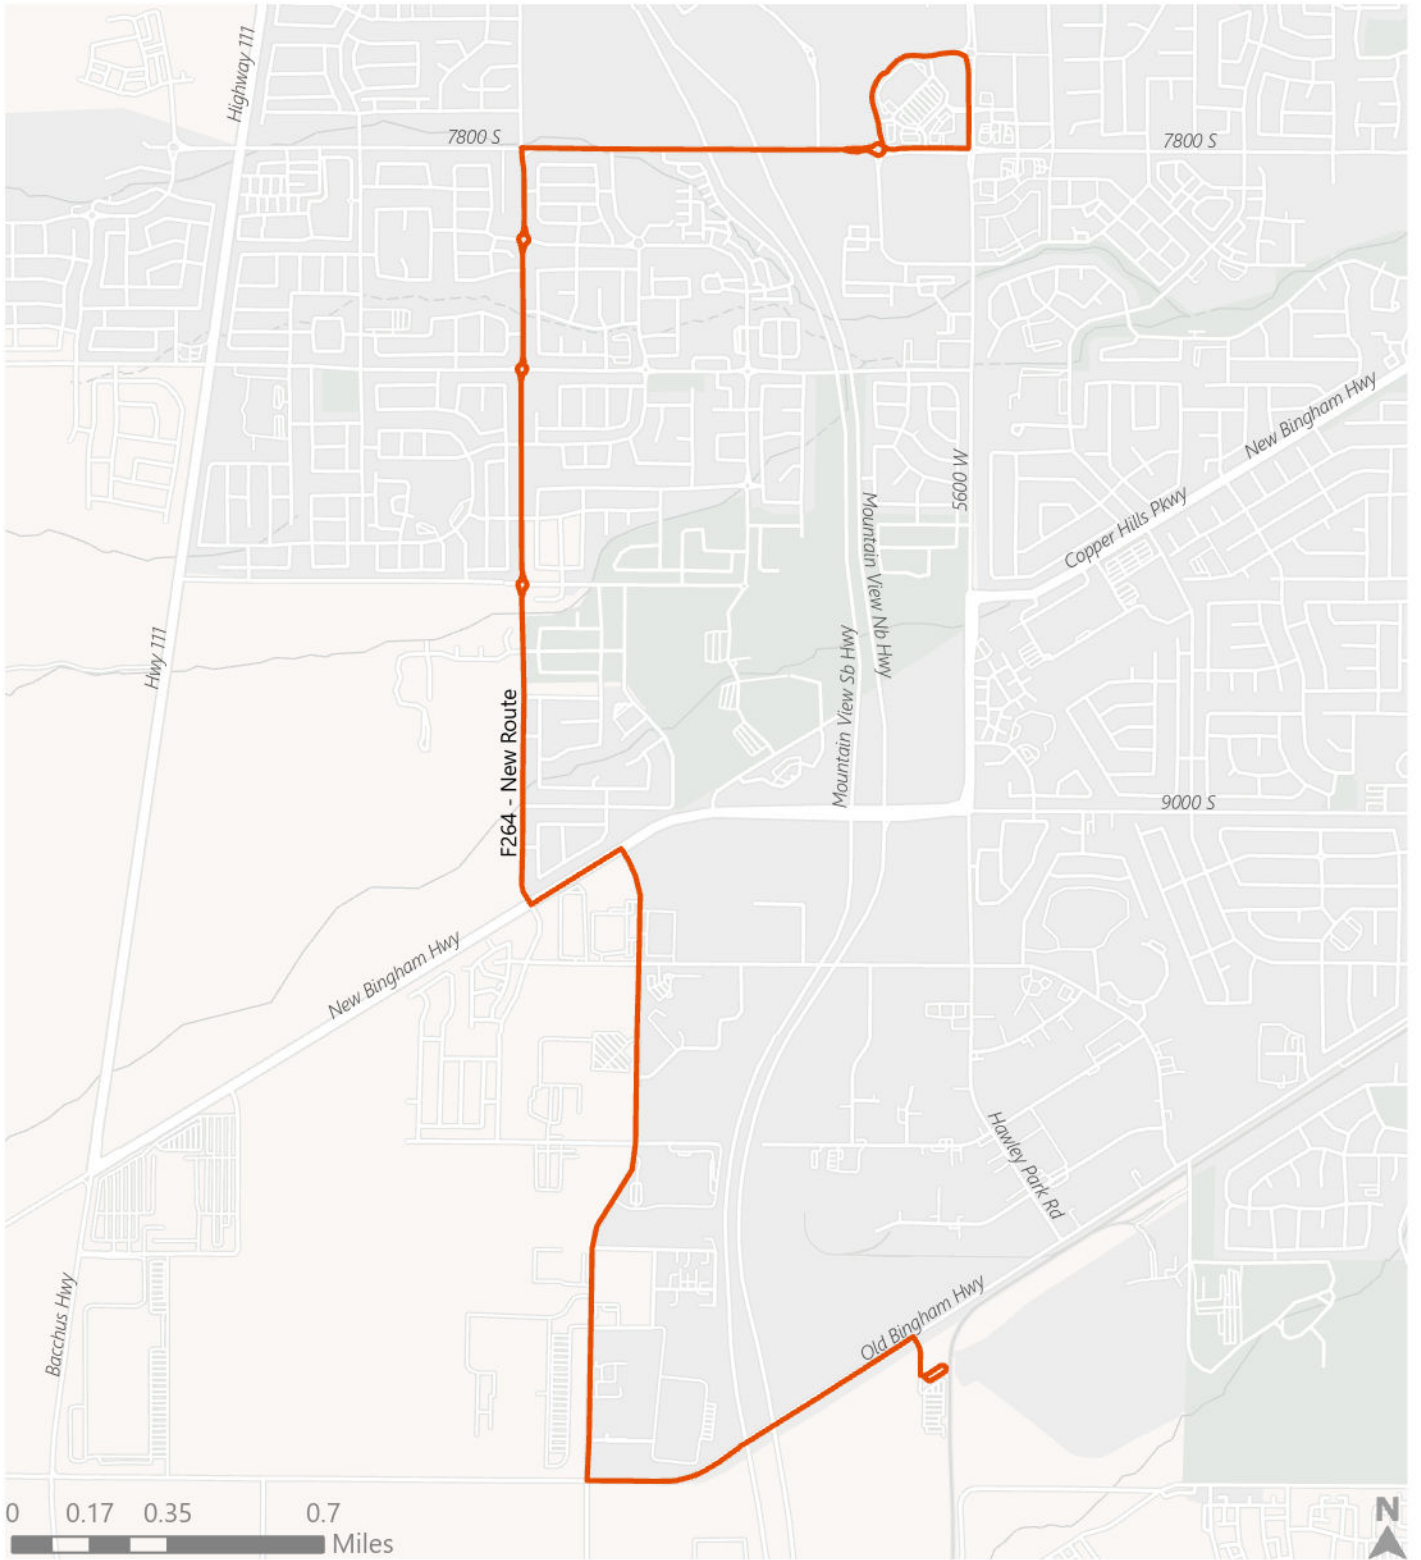 Highway 111
7800 S
7800 S
New Bingham Hwy
5600 W
Copper Hills Pkwy
Mountain View Nb Hwy
Hwy 111
Mountain View Sb Hwy
F264 - New Route
9000 S
New Bingham Hwy
Hawley Park Rd
Bacchus Hwy
Old Bingham Hwy
0 0.17 0.35 0.7
Miles
N